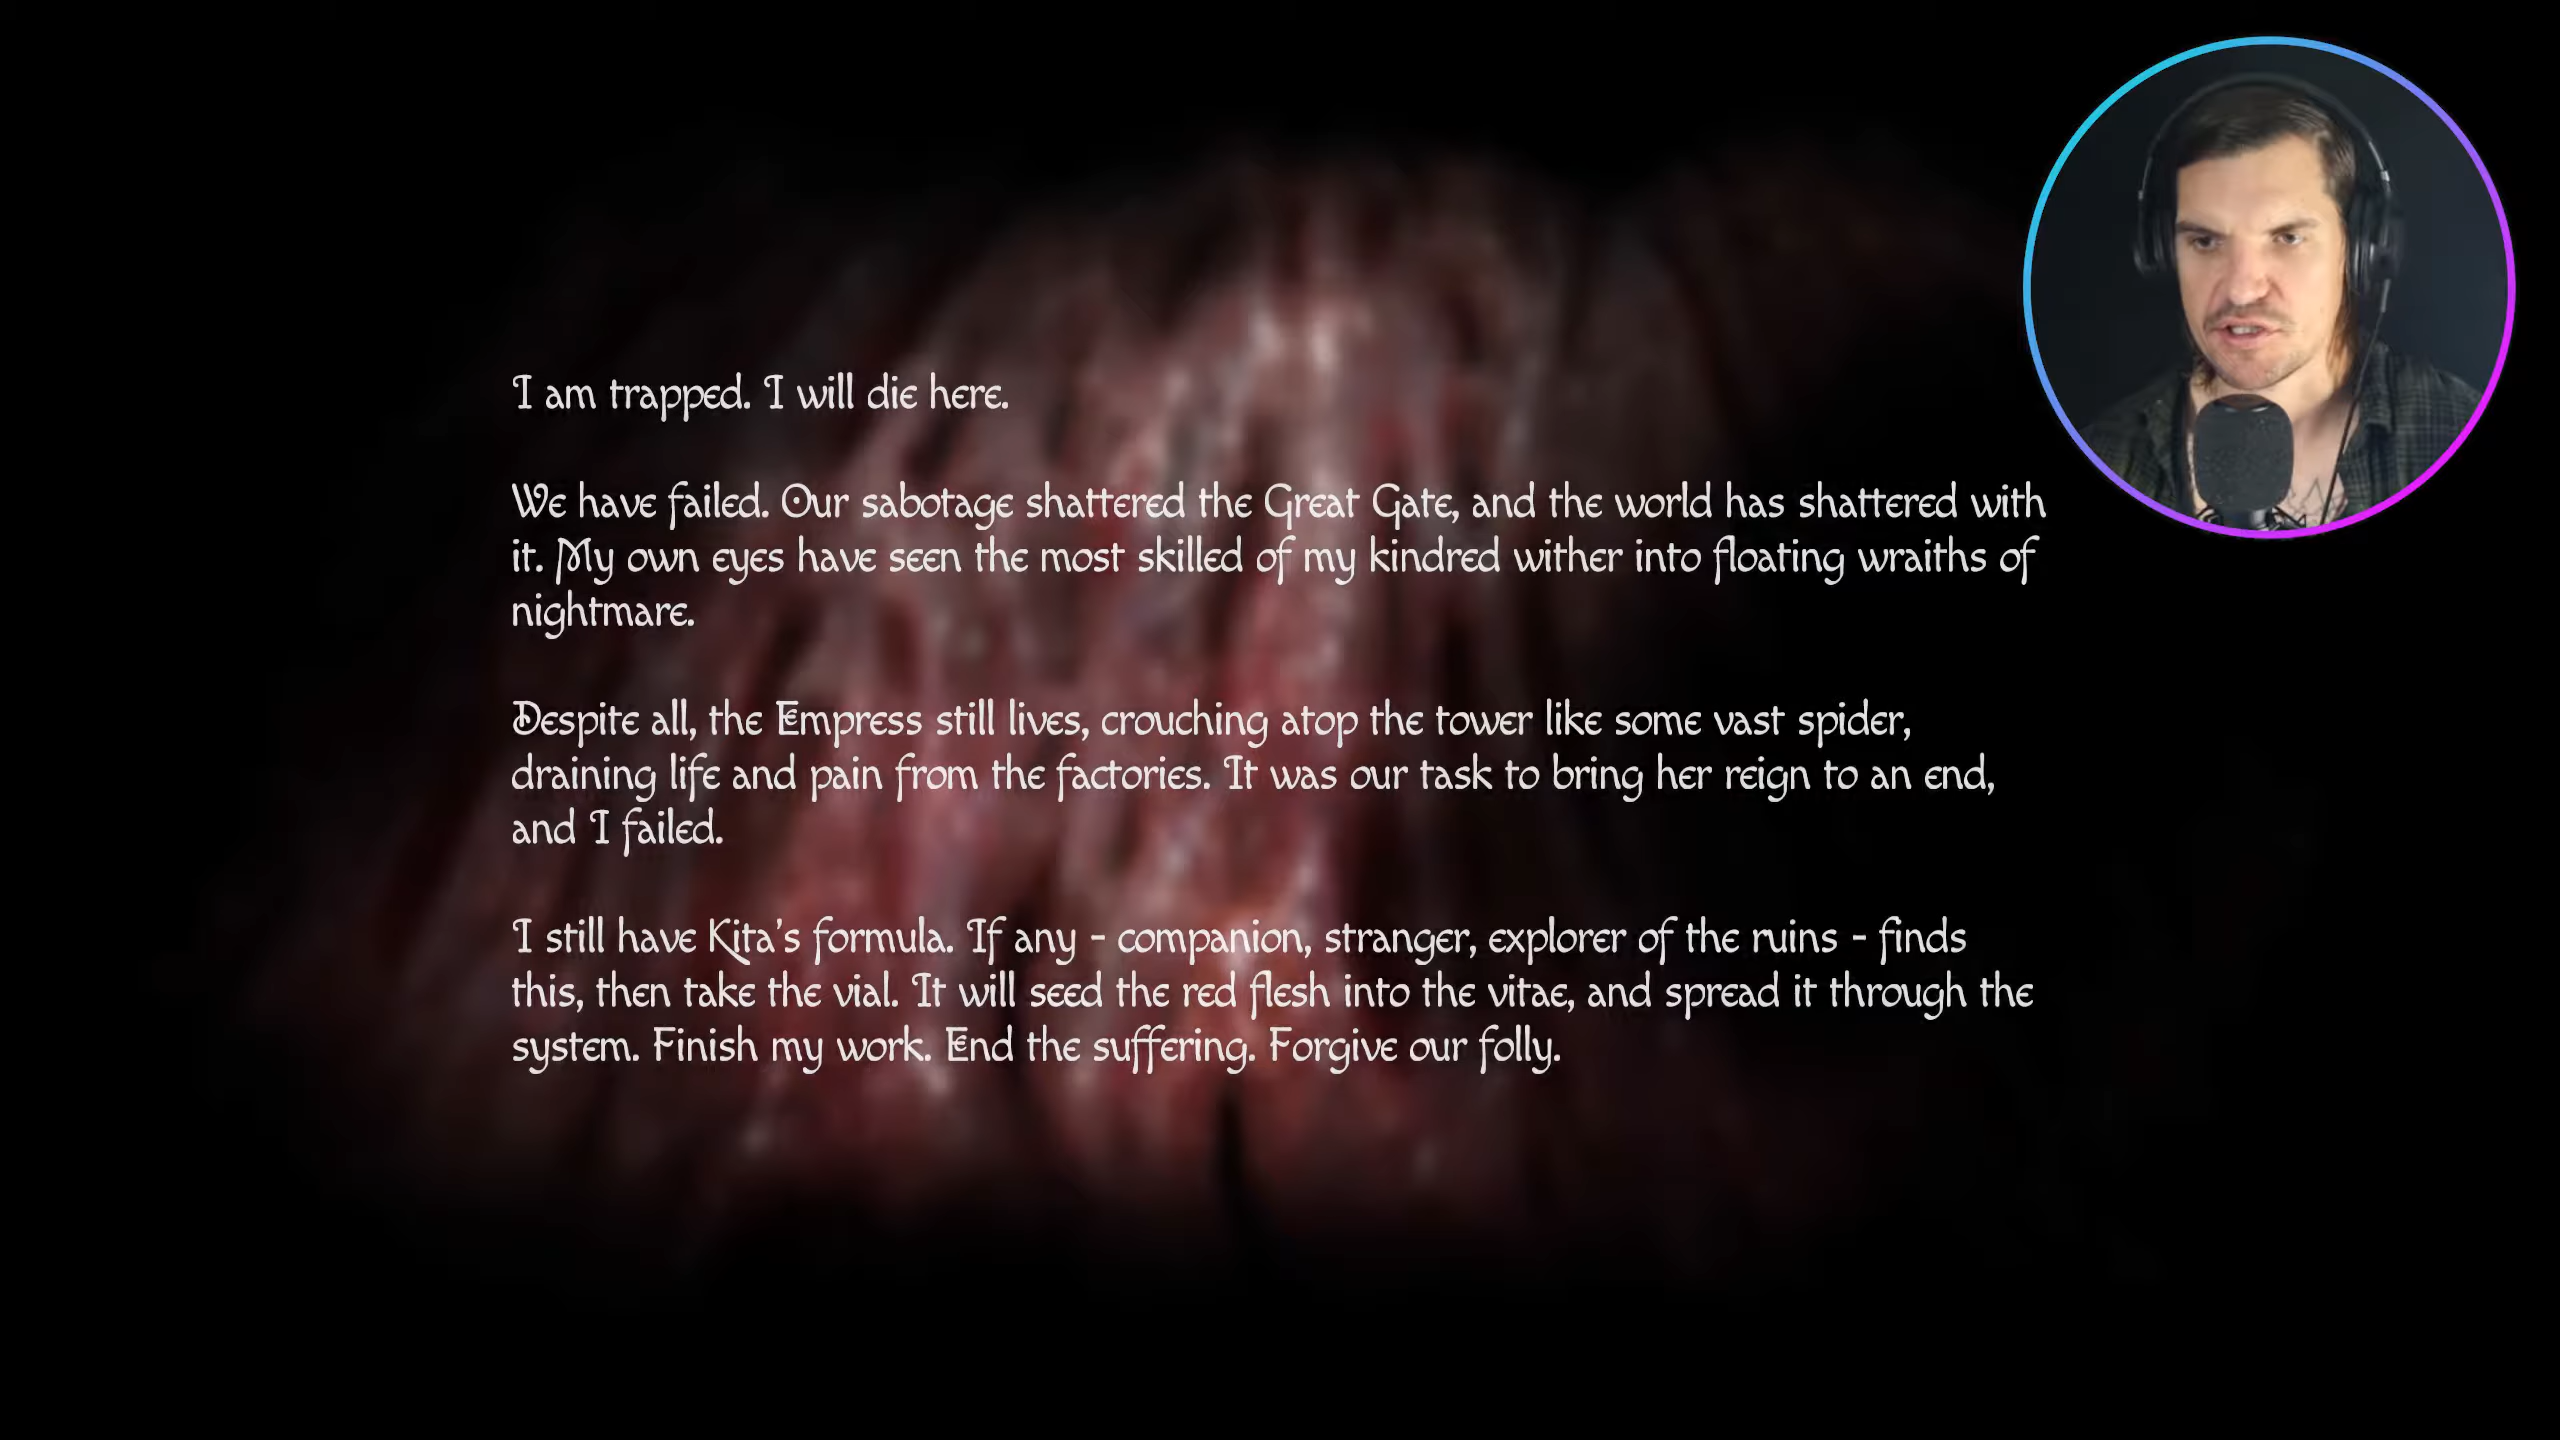 I am trapped. I will die here.
We have failed. Our sabotage shattered the Great Gate, and the world has shattered with
it. My own eyes have seen the most skilled of my kindred wither into floating wraiths of
nightmare.
Despite all, the Empress still lives, crouching atop the tower like some vast spider,
draining life and pain from the factories. It was our task to bring her reign to an end,
and I failed.
I still have Kita's formula. If any - companion, stranger, explorer of the ruins - finds
this, then take the vial. It will seed the red flesh into the vitae, and spread it through the
system. Finish my work. End the suffering. Forgive our folly.